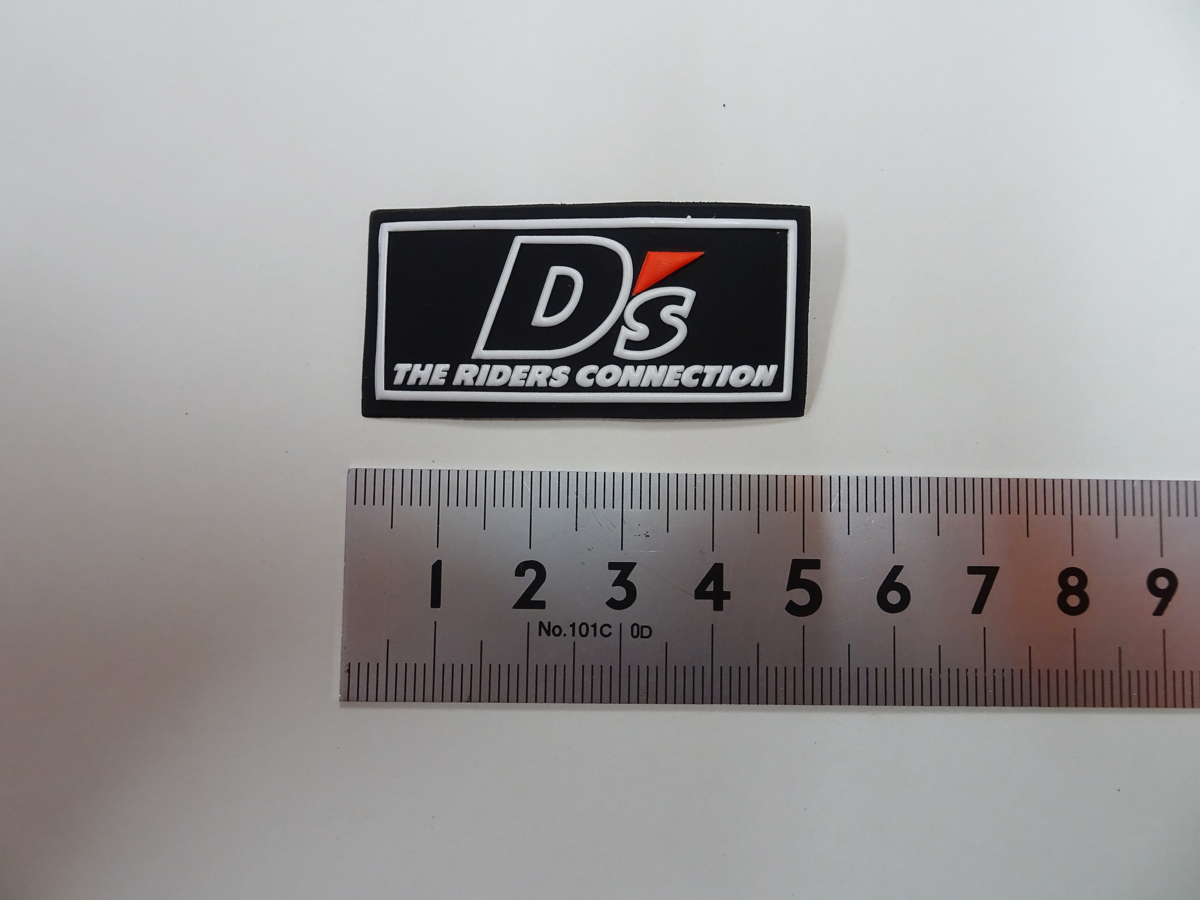 D's
THE RIDERS CONNECTION
1 2 3 4 5 6 7 8 9
No.101C 0D